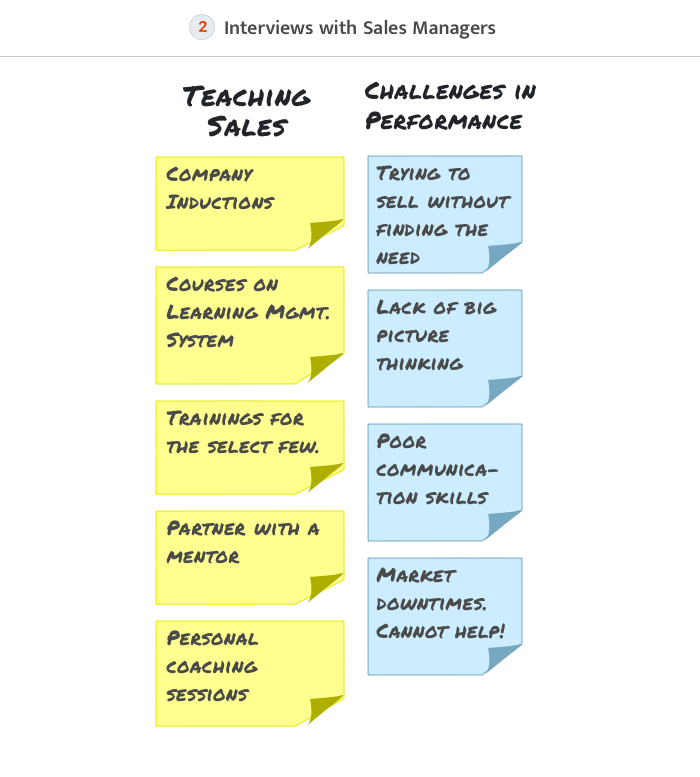 2 Interviews with Sales Managers
Teaching
Sales
Company
Inductions
Courses on
Learning Mgmt.
System
Trainings for
the select few.
Partner with a
mentor
Personal
coaching
sessions
Challenges in
Performance
Trying to
sell without
finding the
need
Lack of big
picture
thinking
Poor
communica-
tion skills
Market
downtimes.
Cannot help!